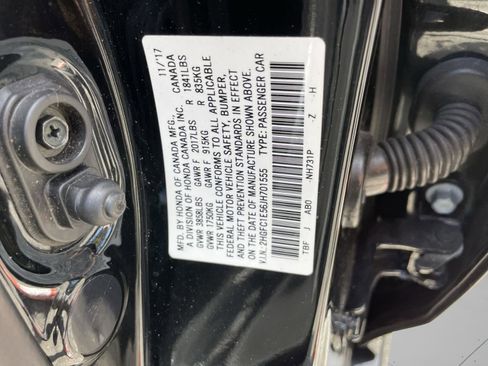 11/17
MFD. BY HONDA OF CANADA MFG.,
A DIVISION OF HONDA CANADA INC. CANADA
GVWR 3858LBS GAWR F 2017LBS R 1841LBS
GVWR 1750KG GAWR F 915KG R 835KG
THIS VEHICLE CONFORMS TO ALL APPLICABLE
FEDERAL MOTOR VEHICLE SAFETY, BUMPER,
AND THEFT PREVENTION STANDARDS IN EFFECT
ON THE DATE OF MANUFACTURE SHOWN ABOVE.
V.I.N. 2HGFC1E56JH701555 TYPE: PASSENGER CAR
TBF J AB0 NH731P Z H